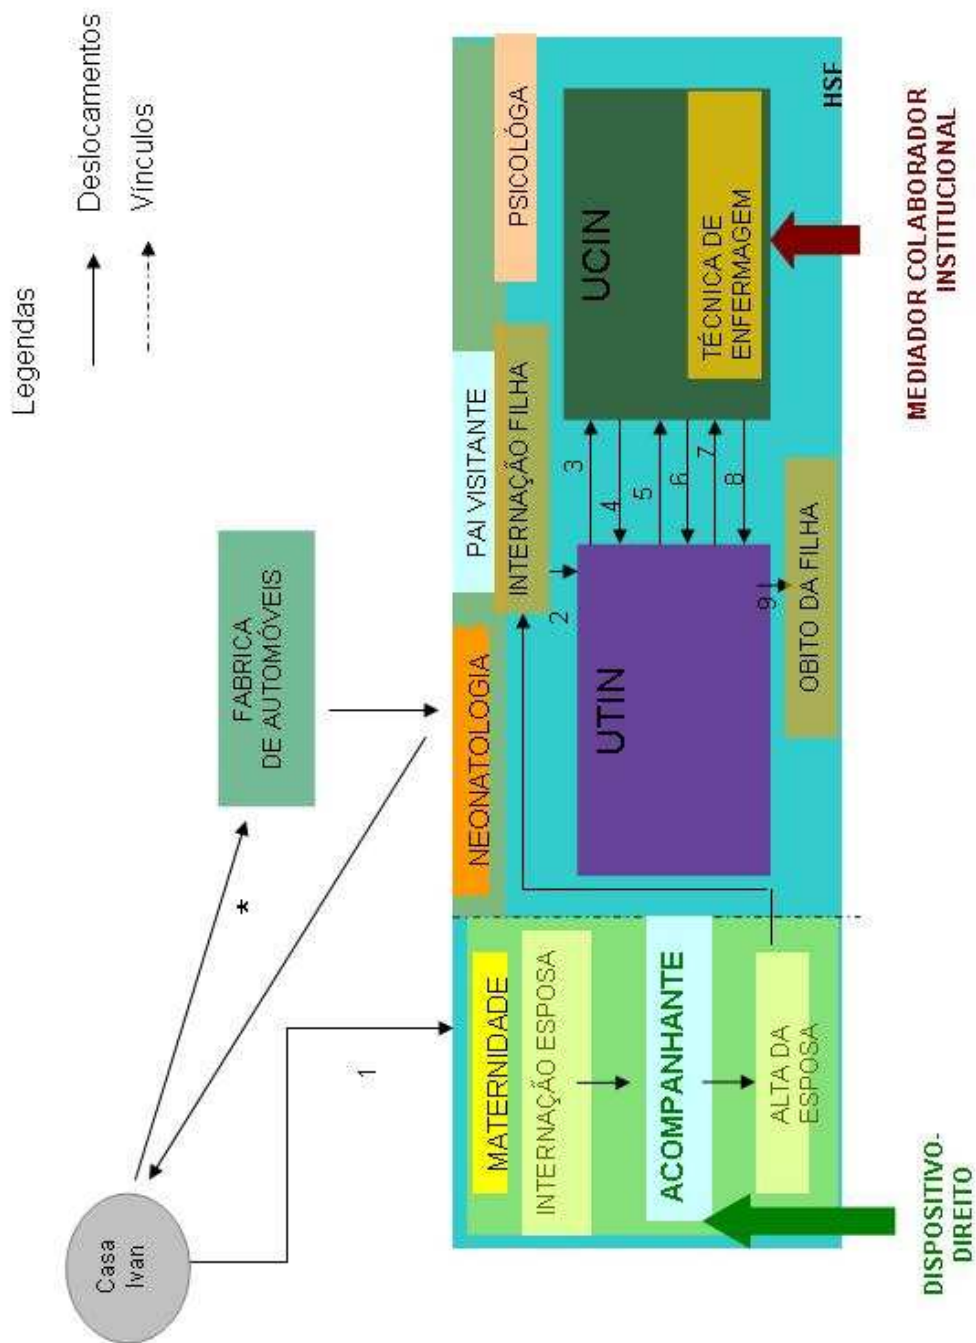 Legendas
Deslocamentos
Vínculos
Casa
Ivan
*
FABRICA
DE AUTOMÓVEIS
1
MATERNIDADE
INTERNAÇÃO ESPOSA
ACOMPANHANTE
ALTA DA
ESPOSA
NEONATOLOGIA
PAI VISITANTE
INTERNAÇÃO FILHA
PSICOLÓGA
2
UTIN
3
4
5
6
7
8
UCIN
TÉCNICA DE
ENFERMAGEM
9
OBITO DA FILHA
HSF
DISPOSITIVO-
DIREITO
MEDIADOR COLABORADOR
INSTITUCIONAL